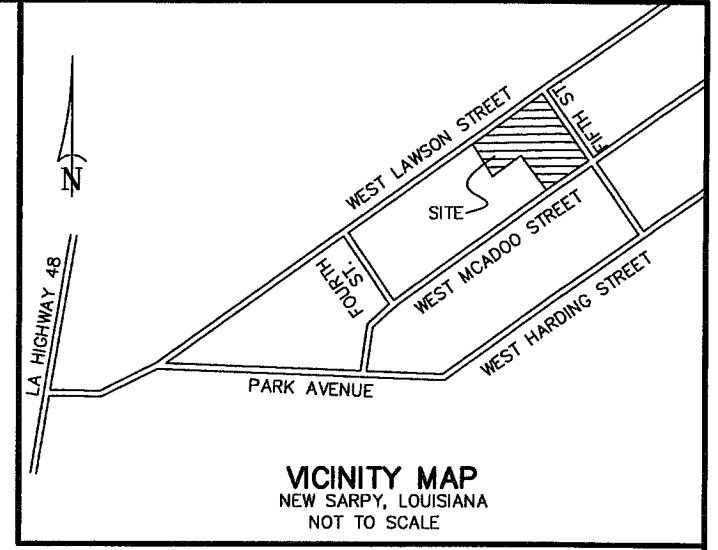 WEST LAWSON STREET
FIFTH ST.
N
SITE
FOURTH
ST.
WEST MCADOO STREET
LA HIGHWAY 48
WEST HARDING STREET
PARK AVENUE
VICINITY MAP
NEW SARPY, LOUISIANA
NOT TO SCALE